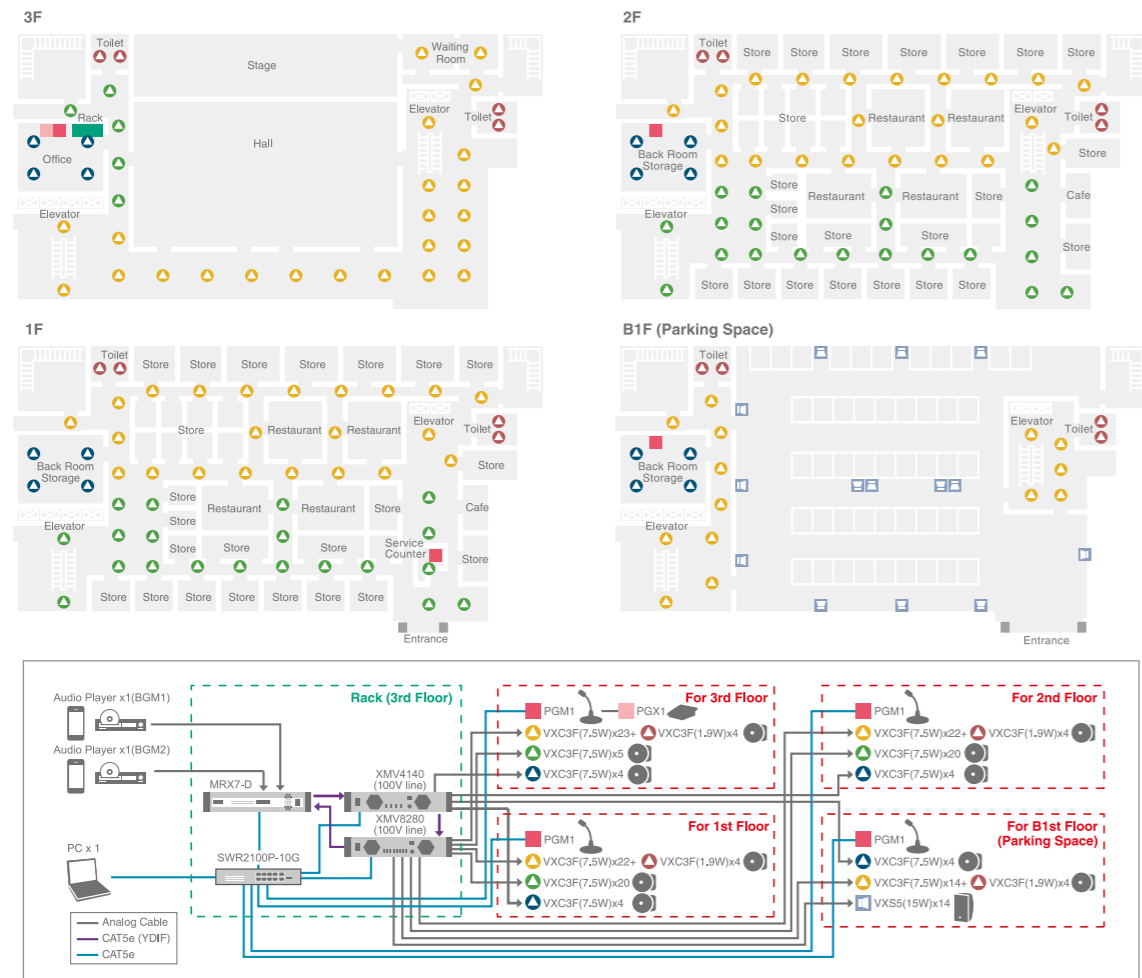 3F
Toilet
Stage
Waiting
Room
Rack
Hall
Elevator
Toilet
Office
Elevator
2F
Toilet
Store
Store
Store
Store
Store
Store
Store
Elevator
Store
Restaurant
Restaurant
Toilet
Back Room
Storage
Store
Store
Restaurant
Restaurant
Store
Cafe
Store
Elevator
Store
Store
Store
Store
Store
Store
Store
Store
Store
Store
Store
1F
Toilet
Store
Store
Store
Store
Store
Store
Store
Elevator
Store
Restaurant
Restaurant
Toilet
Back Room
Storage
Store
Store
Restaurant
Restaurant
Store
Cafe
Store
Elevator
Store
Store
Store
Service
Counter
Store
Store
Store
Store
Store
Store
Store
Store
Entrance
B1F (Parking Space)
Toilet
Elevator
Toilet
Back Room
Storage
Elevator
Entrance
Audio Player x1(BGM1)
Audio Player x1(BGM2)
PC x 1
Analog Cable
CAT5e (YDIF)
CAT5e
Rack (3rd Floor)
MRX7-D
XMV4140
(100V line)
XMV8280
(100V line)
SWR2100P-10G
For 3rd Floor
PGM1
PGX1
VXC3F(7.5W)x23+ VXC3F(1.9W)x4
VXC3F(7.5W)x5
VXC3F(7.5W)x4
For 2nd Floor
PGM1
VXC3F(7.5W)x22+ VXC3F(1.9W)x4
VXC3F(7.5W)x20
VXC3F(7.5W)x4
For 1st Floor
PGM1
VXC3F(7.5W)x22+ VXC3F(1,9W)x4
VXC3F(7.5W)x20
VXC3F(7.5W)x4
For B1st Floor
(Parking Space)
PGM1
VXC3F(7.5W)x4
VXC3F(7.5W)x14+ VXC3F(1.9W)x4
VXS5(15W)x14